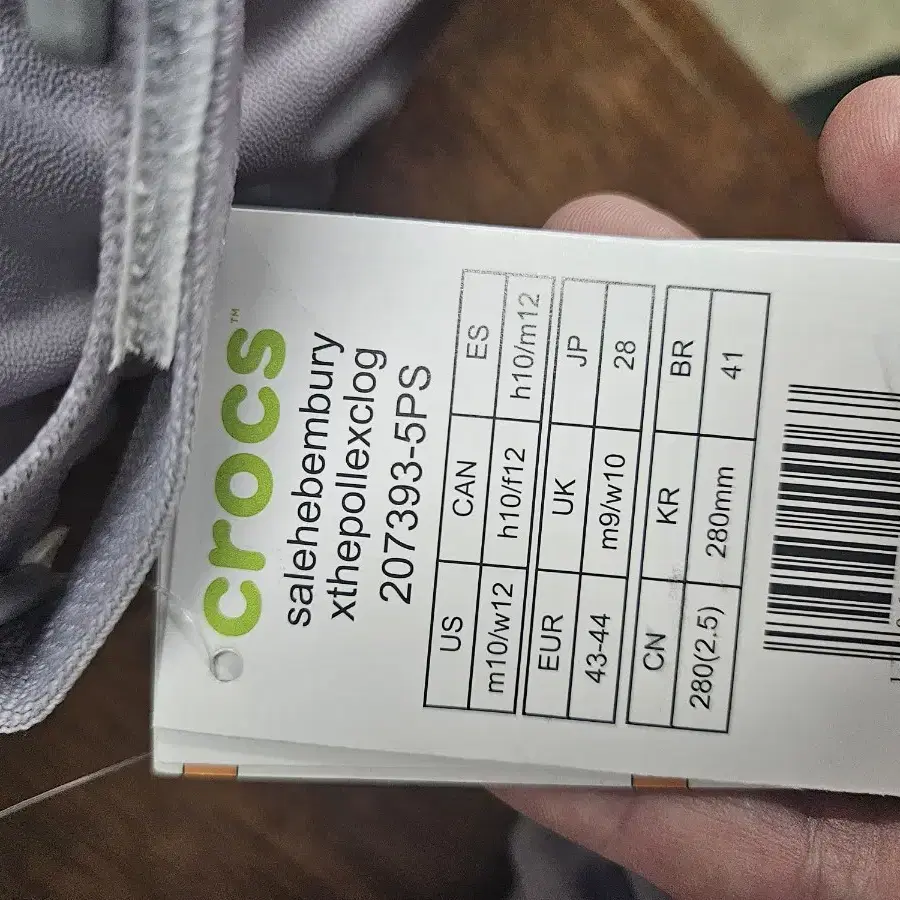 crocs™
salehebembury
xthepollexclog
207393-5PS
US CAN ES
m10/w12 h10/f12 h10/m12
EUR UK JP
43-44 m9/w10 28
CN KR BR
280(2.5) 280mm 41